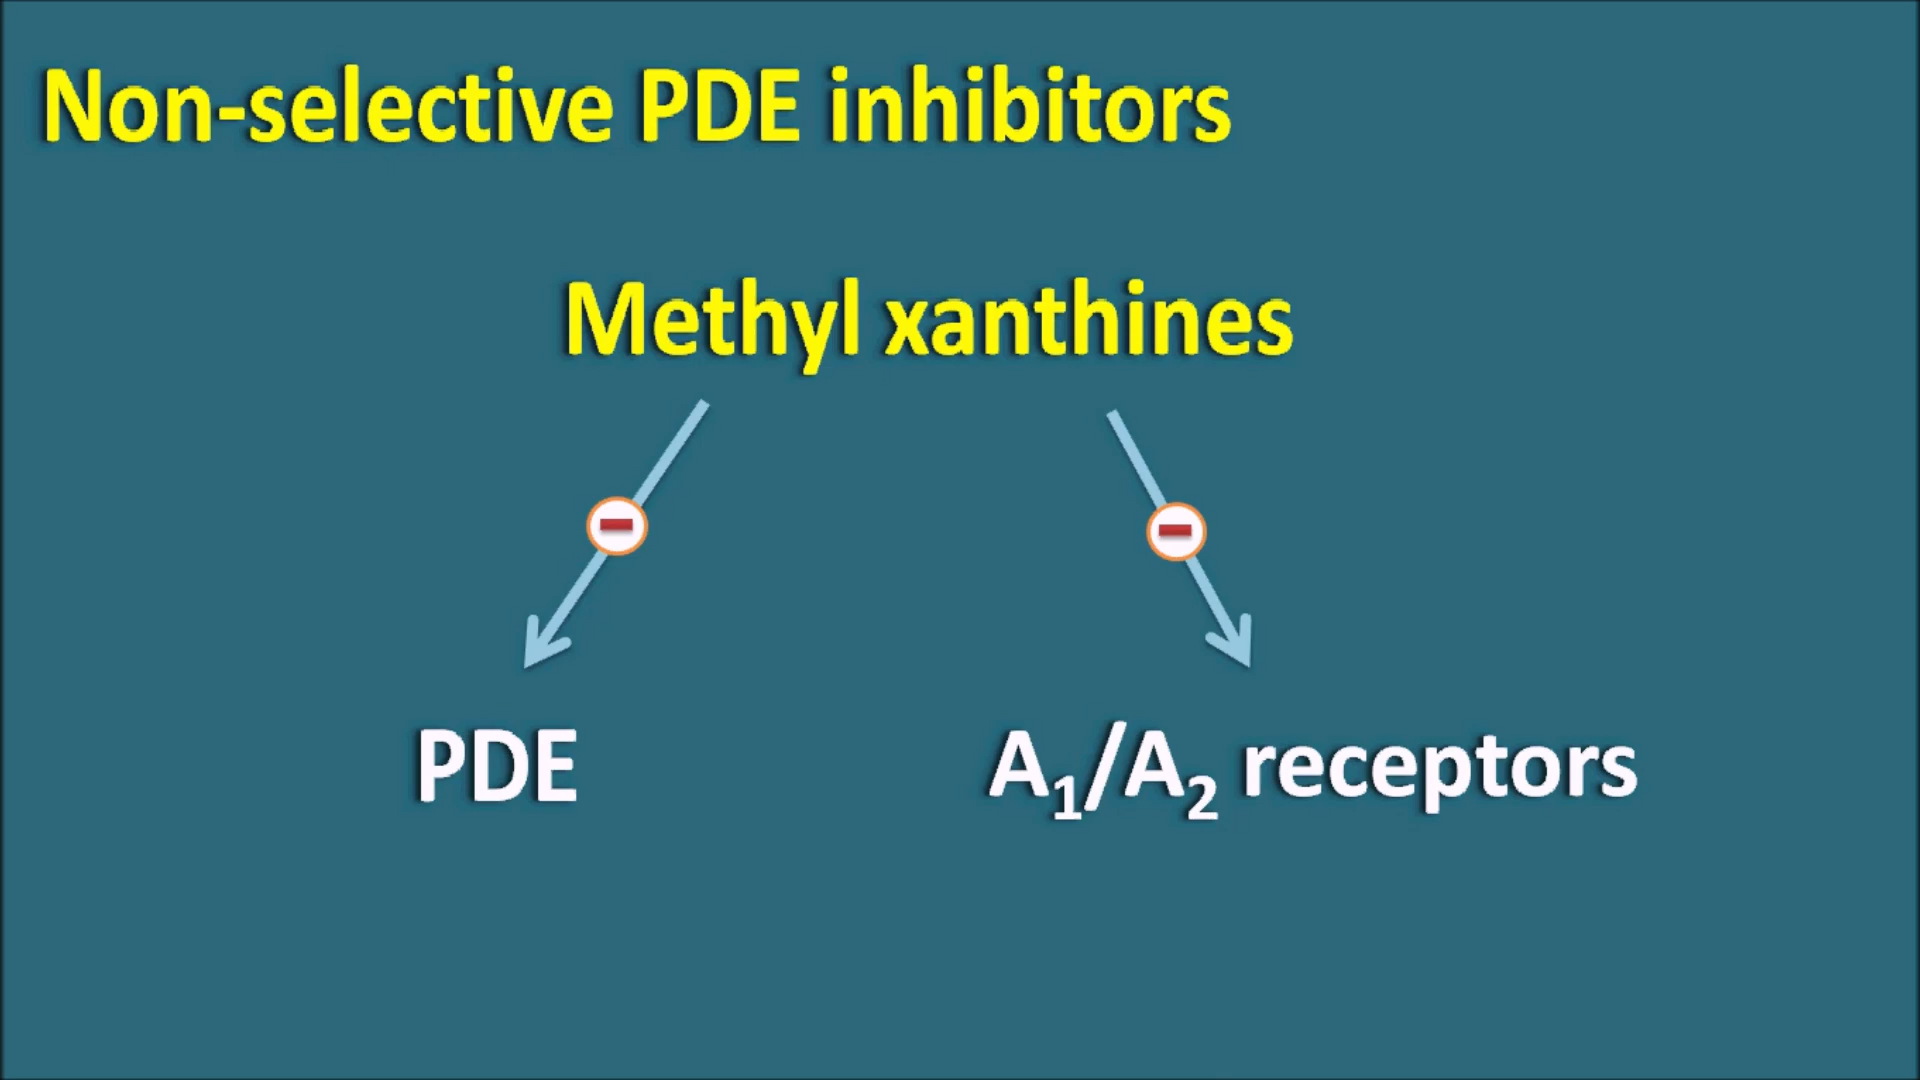 Non-selective PDE inhibitors
Methyl xanthines
PDE
A₁/A₂ receptors